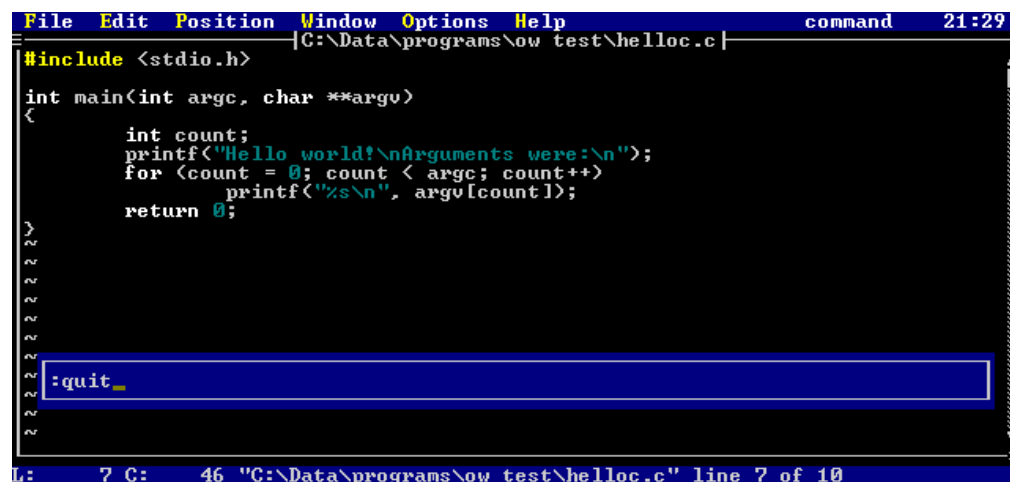 File Edit Position Window Options Help command 21:29
C:\Data\programs\ow test\helloc.c
#include <stdio.h>
int main(int argc, char **argv)
{
int count;
printf("Hello world!\nArguments were:\n");
for (count = 0; count < argc; count++)
printf("%s\n", argv[count]);
return 0;
}
~
~
~
~
~
~
~
~
~
~
~
:quit_
L: 7 C: 46 "C:\Data\programs\ow test\helloc.c" line 7 of 10